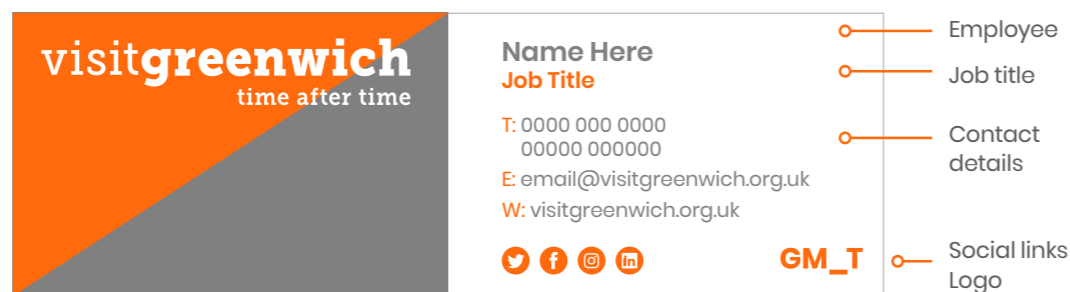 visitgreenwich
time after time
Name Here
Job Title
T: 0000 000 0000
00000 000000
E: email@visitgreenwich.org.uk
W: visitgreenwich.org.uk
GM_T
Employee
Job title
Contact
details
Social links
Logo